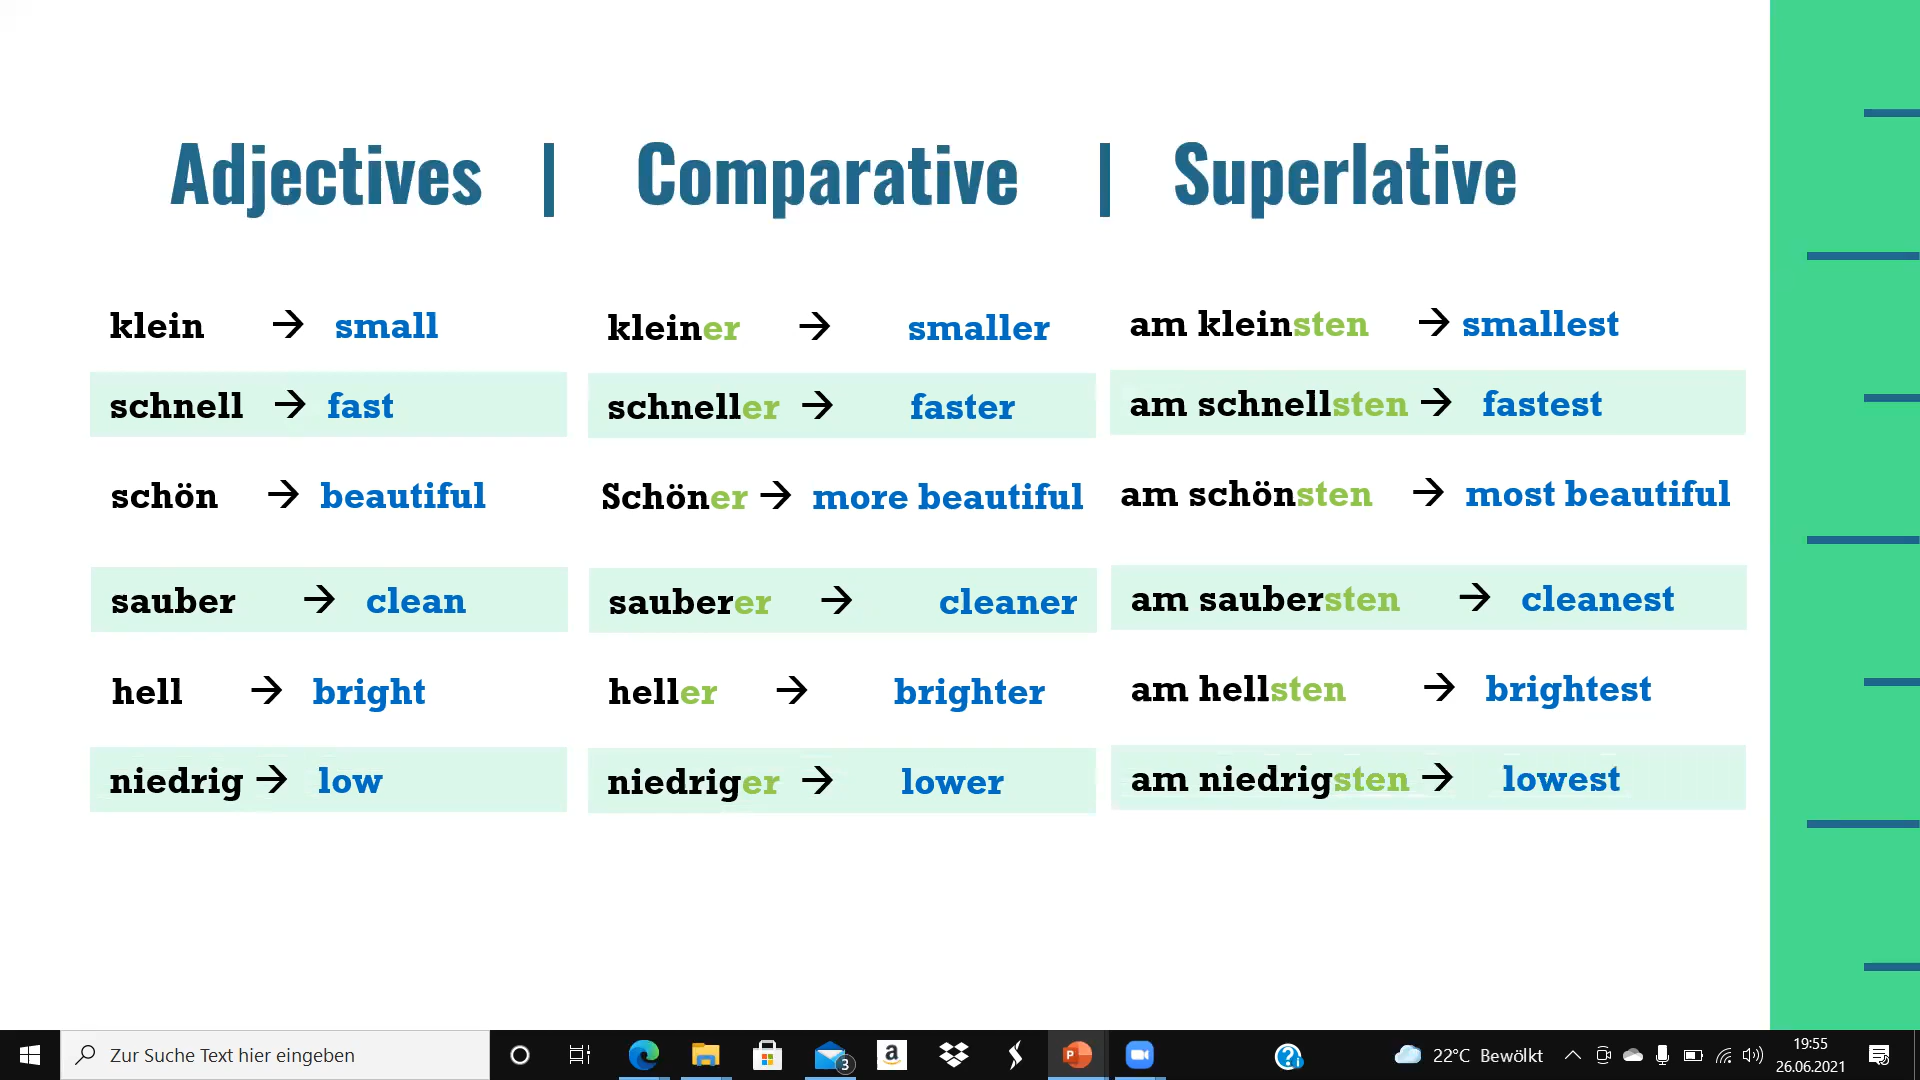 Adjectives | Comparative | Superlative
klein → small kleiner → smaller am kleinsten → smallest
schnell → fast schneller → faster am schnellsten → fastest
schön → beautiful Schöner → more beautiful am schönsten → most beautiful
sauber → clean sauberer → cleaner am saubersten → cleanest
hell → bright heller → brighter am hellsten → brightest
niedrig → low niedriger → lower am niedrigsten → lowest
Zur Suche Text hier eingeben 3 a P 22°C Bewölkt 19:55
26.06.2021